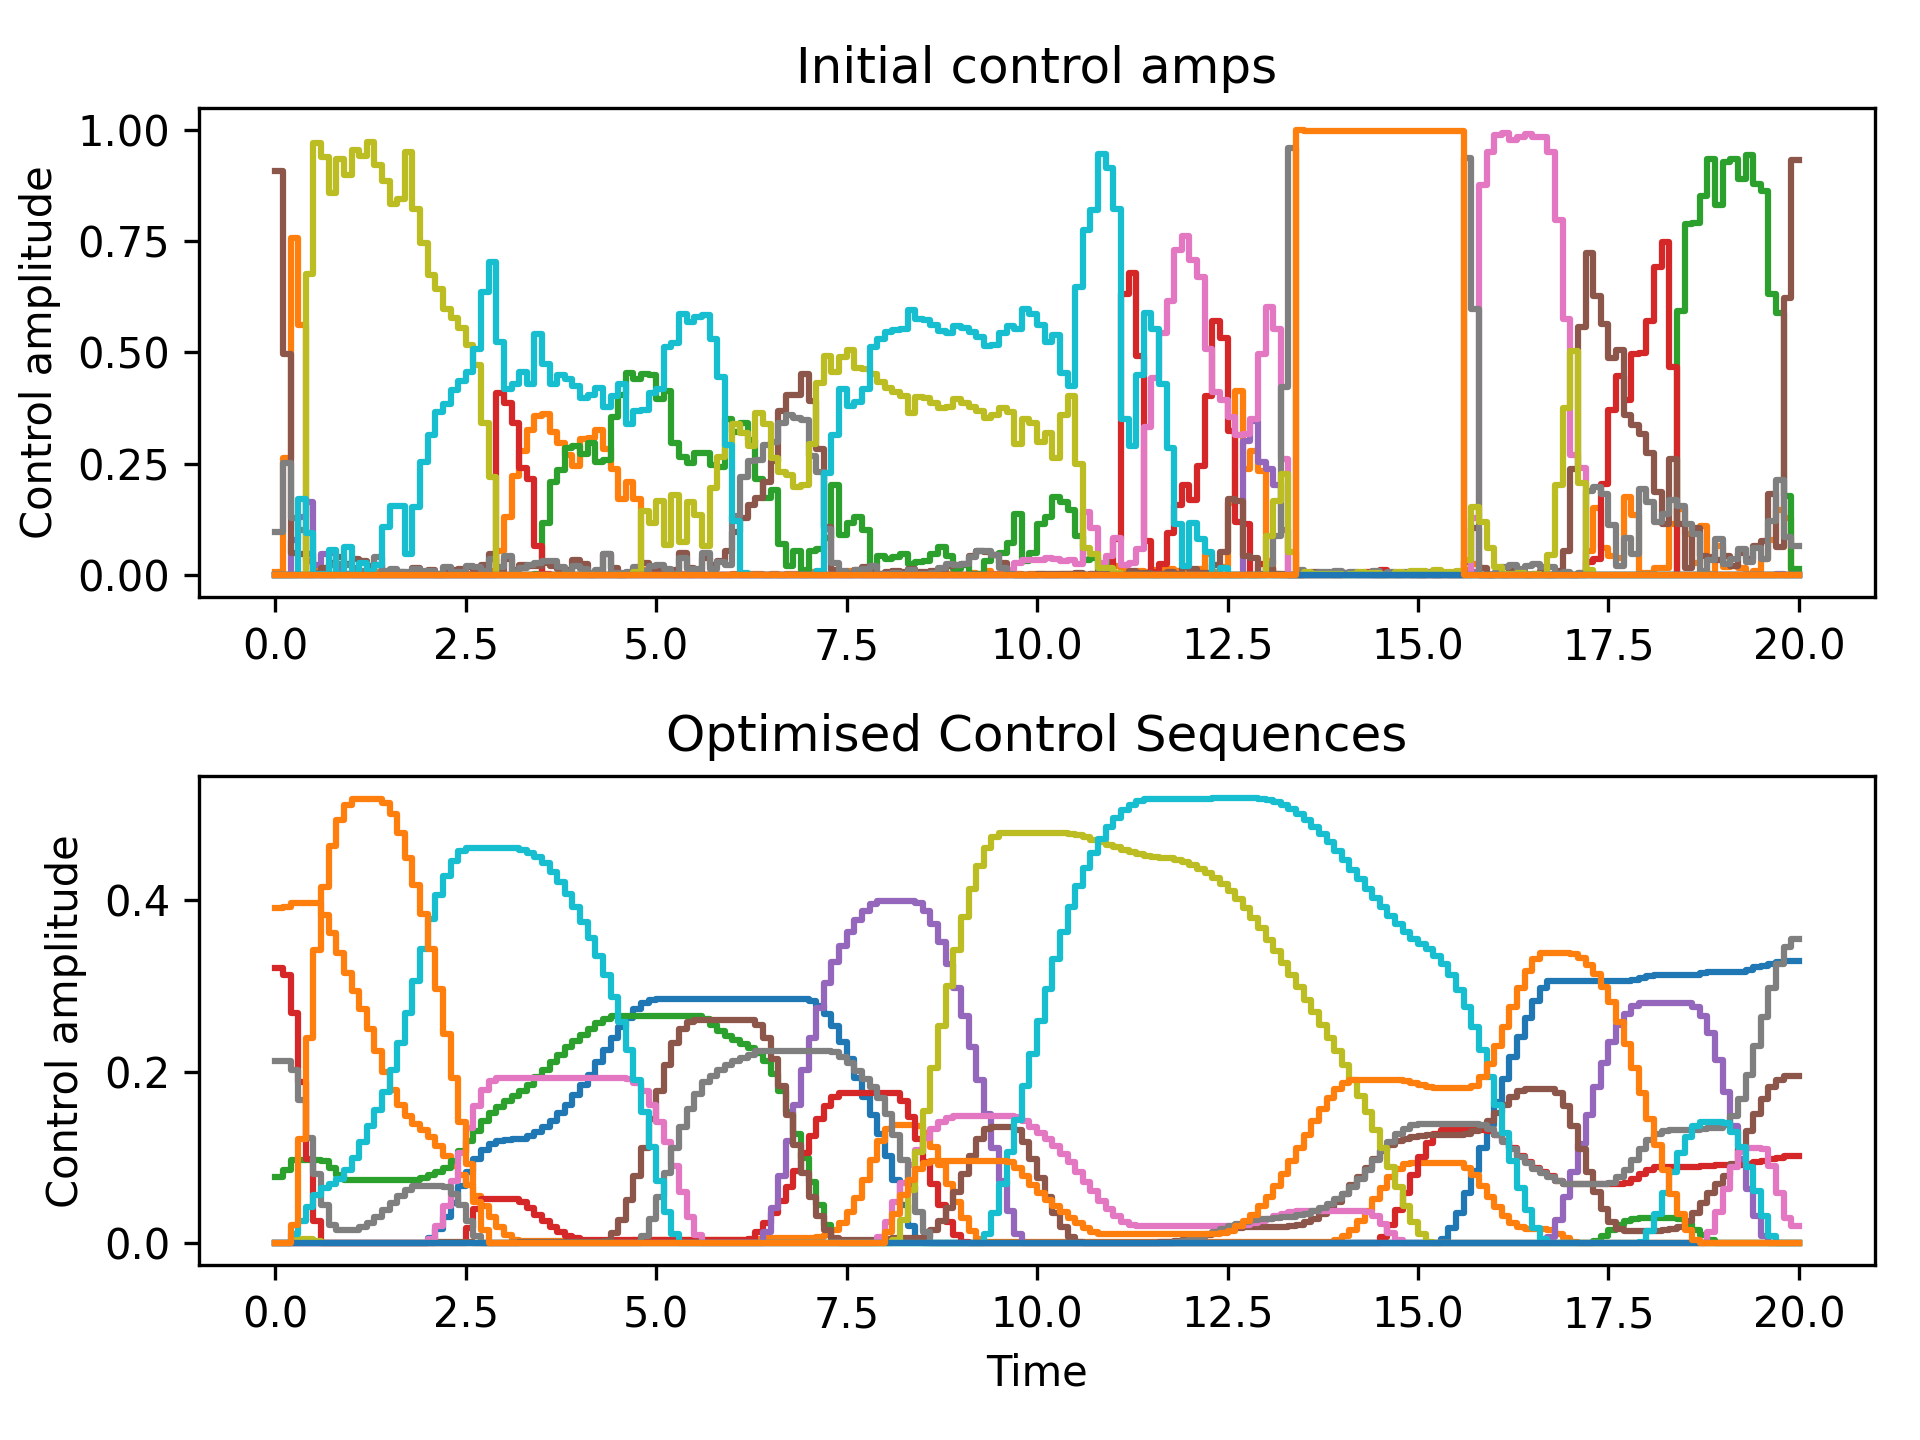 Initial control amps
Control amplitude
1.00
0.75
0.50
0.25
0.00
0.0 2.5 5.0 7.5 10.0 12.5 15.0 17.5 20.0
Optimised Control Sequences
Control amplitude
0.4
0.2
0.0
0.0 2.5 5.0 7.5 10.0 12.5 15.0 17.5 20.0
Time